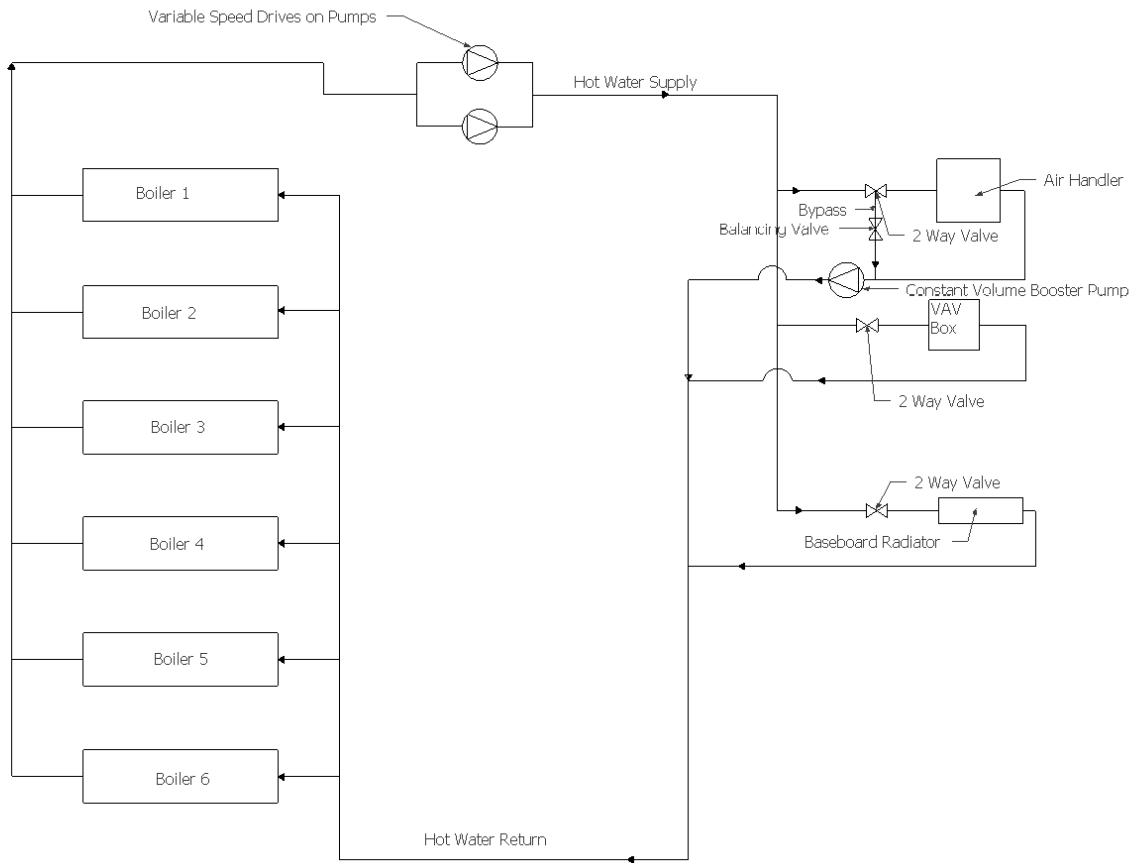 Variable Speed Drives on Pumps
Hot Water Supply
Boiler 1
Air Handler
Bypass
Balancing Valve
2 Way Valve
Constant Volume Booster Pump
Boiler 2
VAV
Box
2 Way Valve
Boiler 3
2 Way Valve
Boiler 4
Baseboard Radiator
Boiler 5
Boiler 6
Hot Water Return